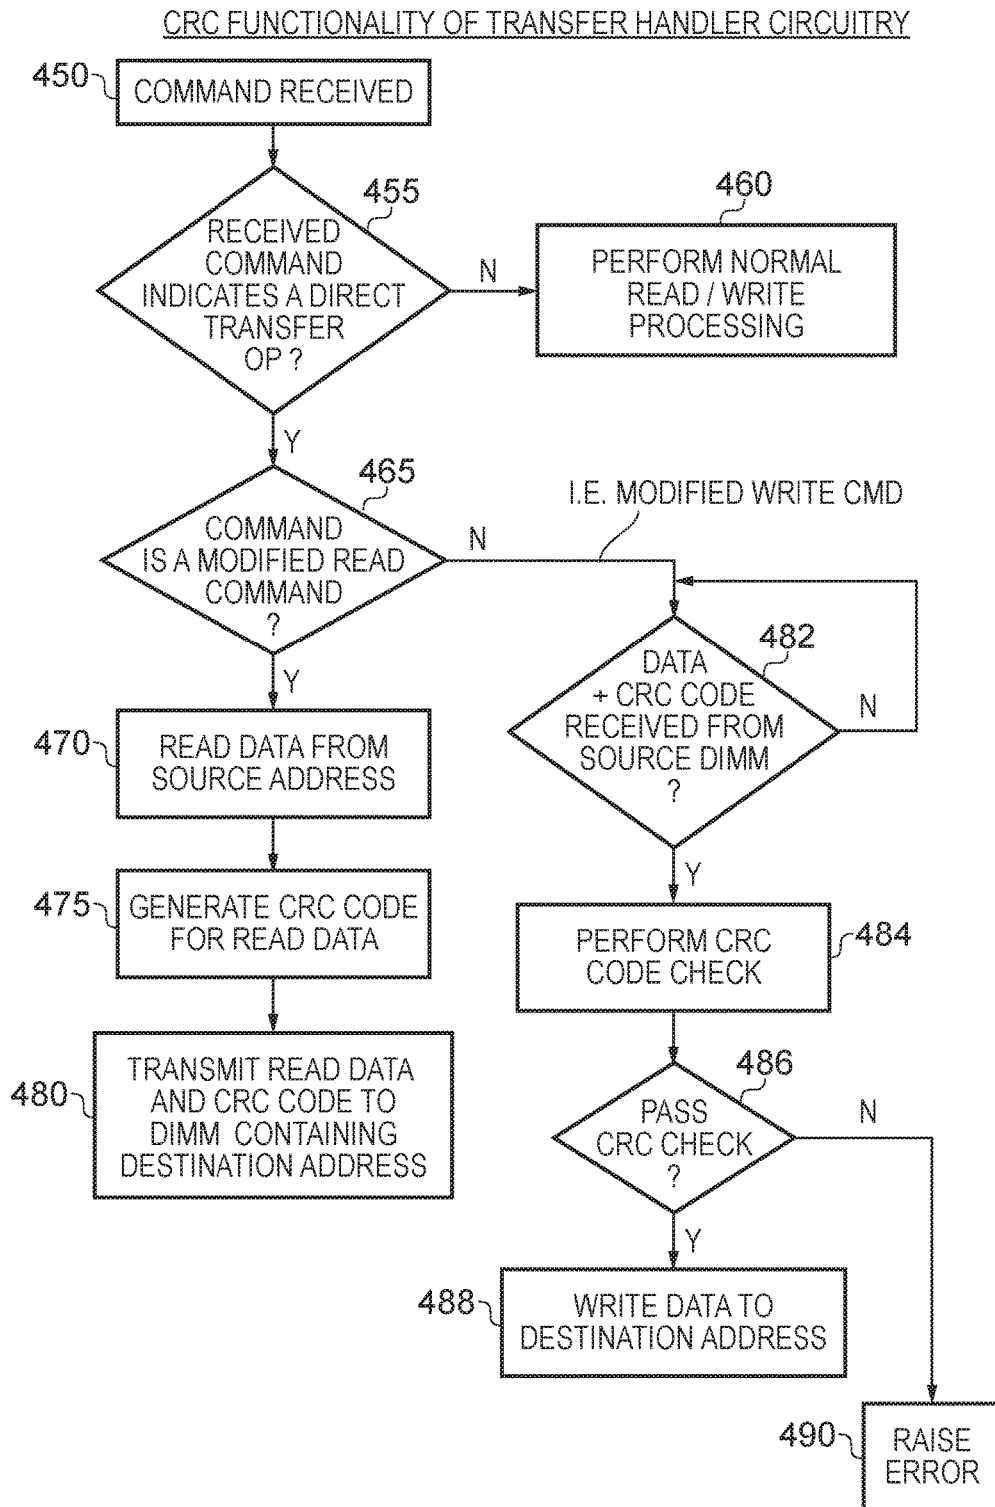 CRC FUNCTIONALITY OF TRANSFER HANDLER CIRCUITRY
450
COMMAND RECEIVED
455
RECEIVED
COMMAND
INDICATES A DIRECT
TRANSFER
OP ?
N
460
PERFORM NORMAL
READ / WRITE
PROCESSING
Y
465
COMMAND
IS A MODIFIED READ
COMMAND
?
N
I.E. MODIFIED WRITE CMD
Y
470
READ DATA FROM
SOURCE ADDRESS
475
GENERATE CRC CODE
FOR READ DATA
480
TRANSMIT READ DATA
AND CRC CODE TO
DIMM CONTAINING
DESTINATION ADDRESS
482
DATA
+ CRC CODE
RECEIVED FROM
SOURCE DIMM
?
N
Y
484
PERFORM CRC
CODE CHECK
486
PASS
CRC CHECK
?
N
Y
488
WRITE DATA TO
DESTINATION ADDRESS
490
RAISE
ERROR